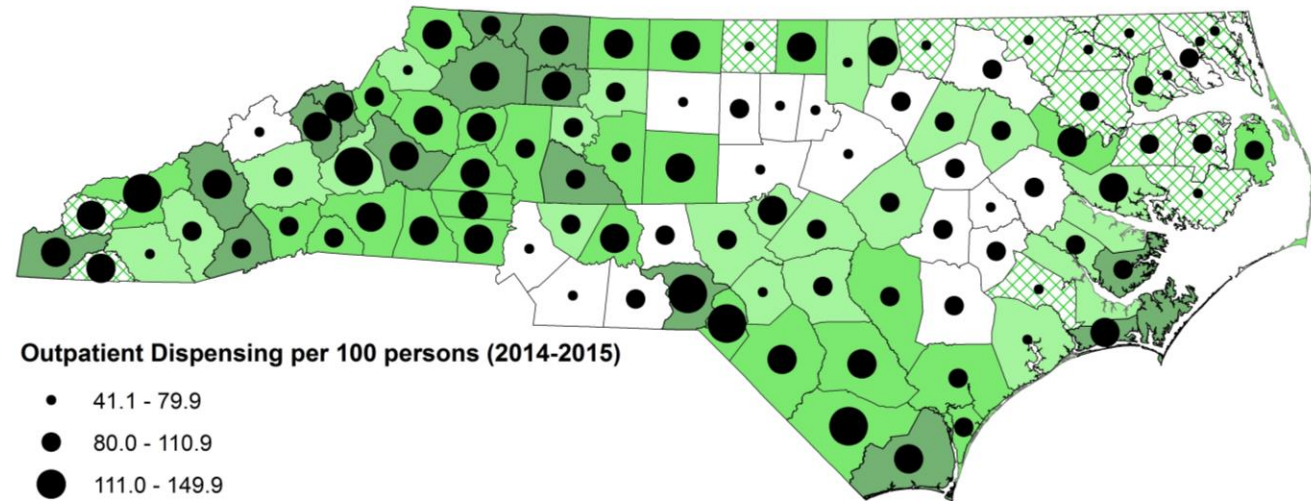 Outpatient Dispensing per 100 persons (2014-2015)
41.1 - 79.9
80.0 - 110.9
111.0 - 149.9